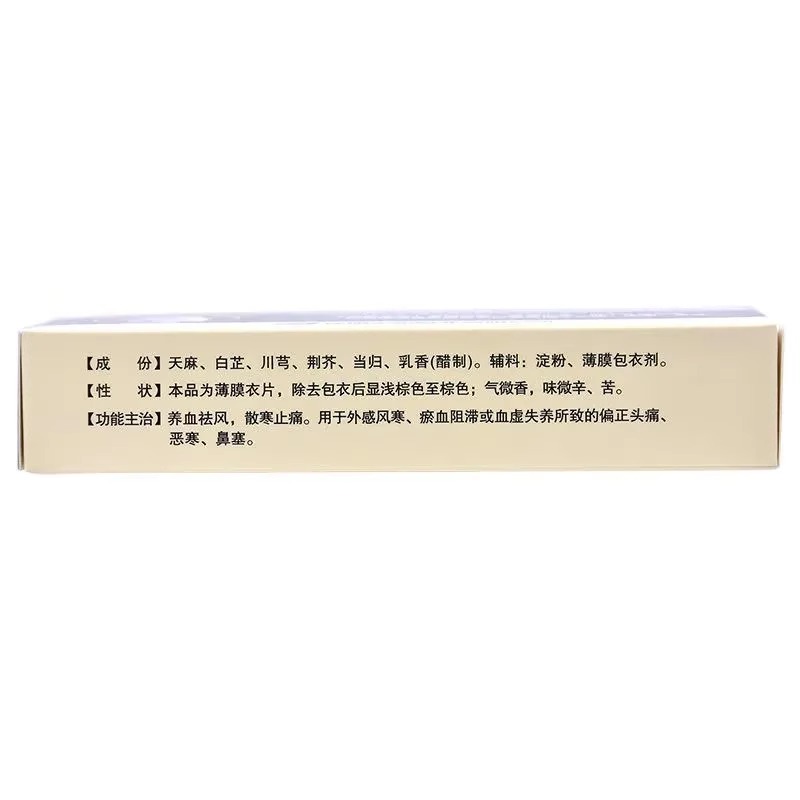 【成 份】天麻、白芷、川芎、荆芥、当归、乳香(醋制)。辅料：淀粉、薄膜包衣剂。
【性 状】本品为薄膜衣片，除去包衣后显浅棕色至棕色；气微香，味微辛、苦。
【功能主治】养血祛风，散寒止痛。用于外感风寒、瘀血阻滞或血虚失养所致的偏正头痛、
恶寒、鼻塞。